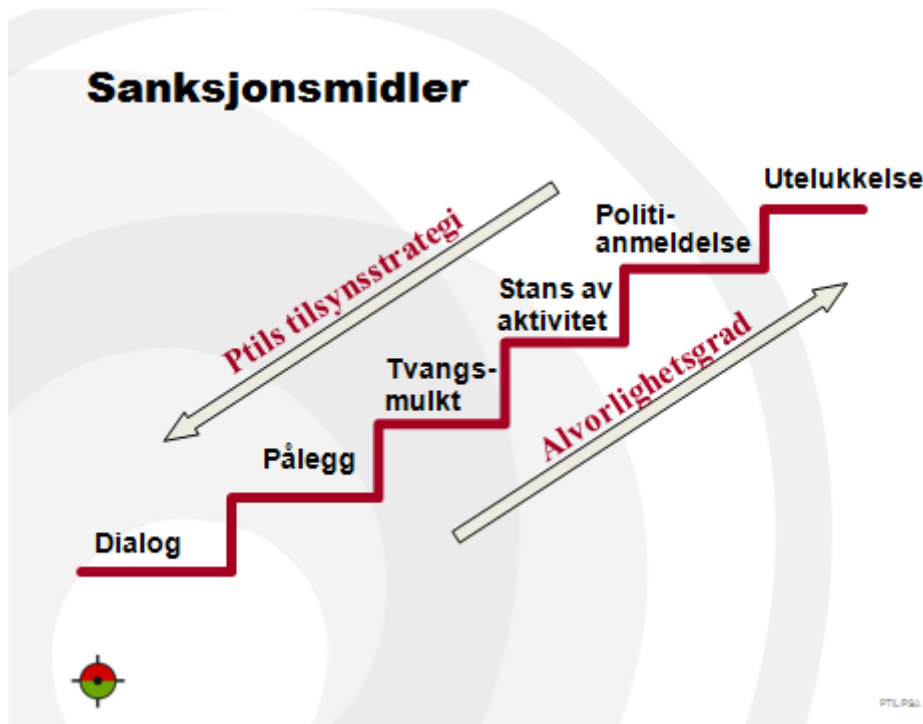 Sanksjonsmidler
Utelukkelse
Politi-
anmeldelse
Stans av
aktivitet
Tvangs-
mulkt
Pålegg
Dialog
Ptils tilsynsstrategi
Alvorlighetsgrad